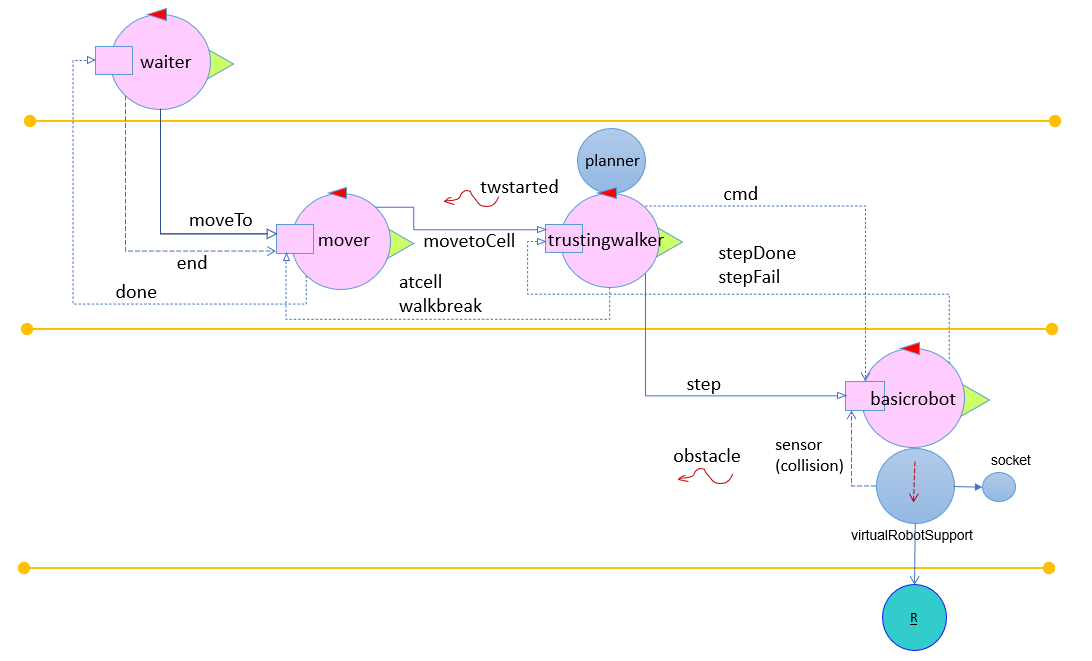 waiter
planner
twstarted
cmd
moveTo
mover
movetoCell
trustingwalker
end
stepDone
stepFail
done
atcell
walkbreak
step
basicrobot
sensor
(collision)
obstacle
socket
virtualRobotSupport
R